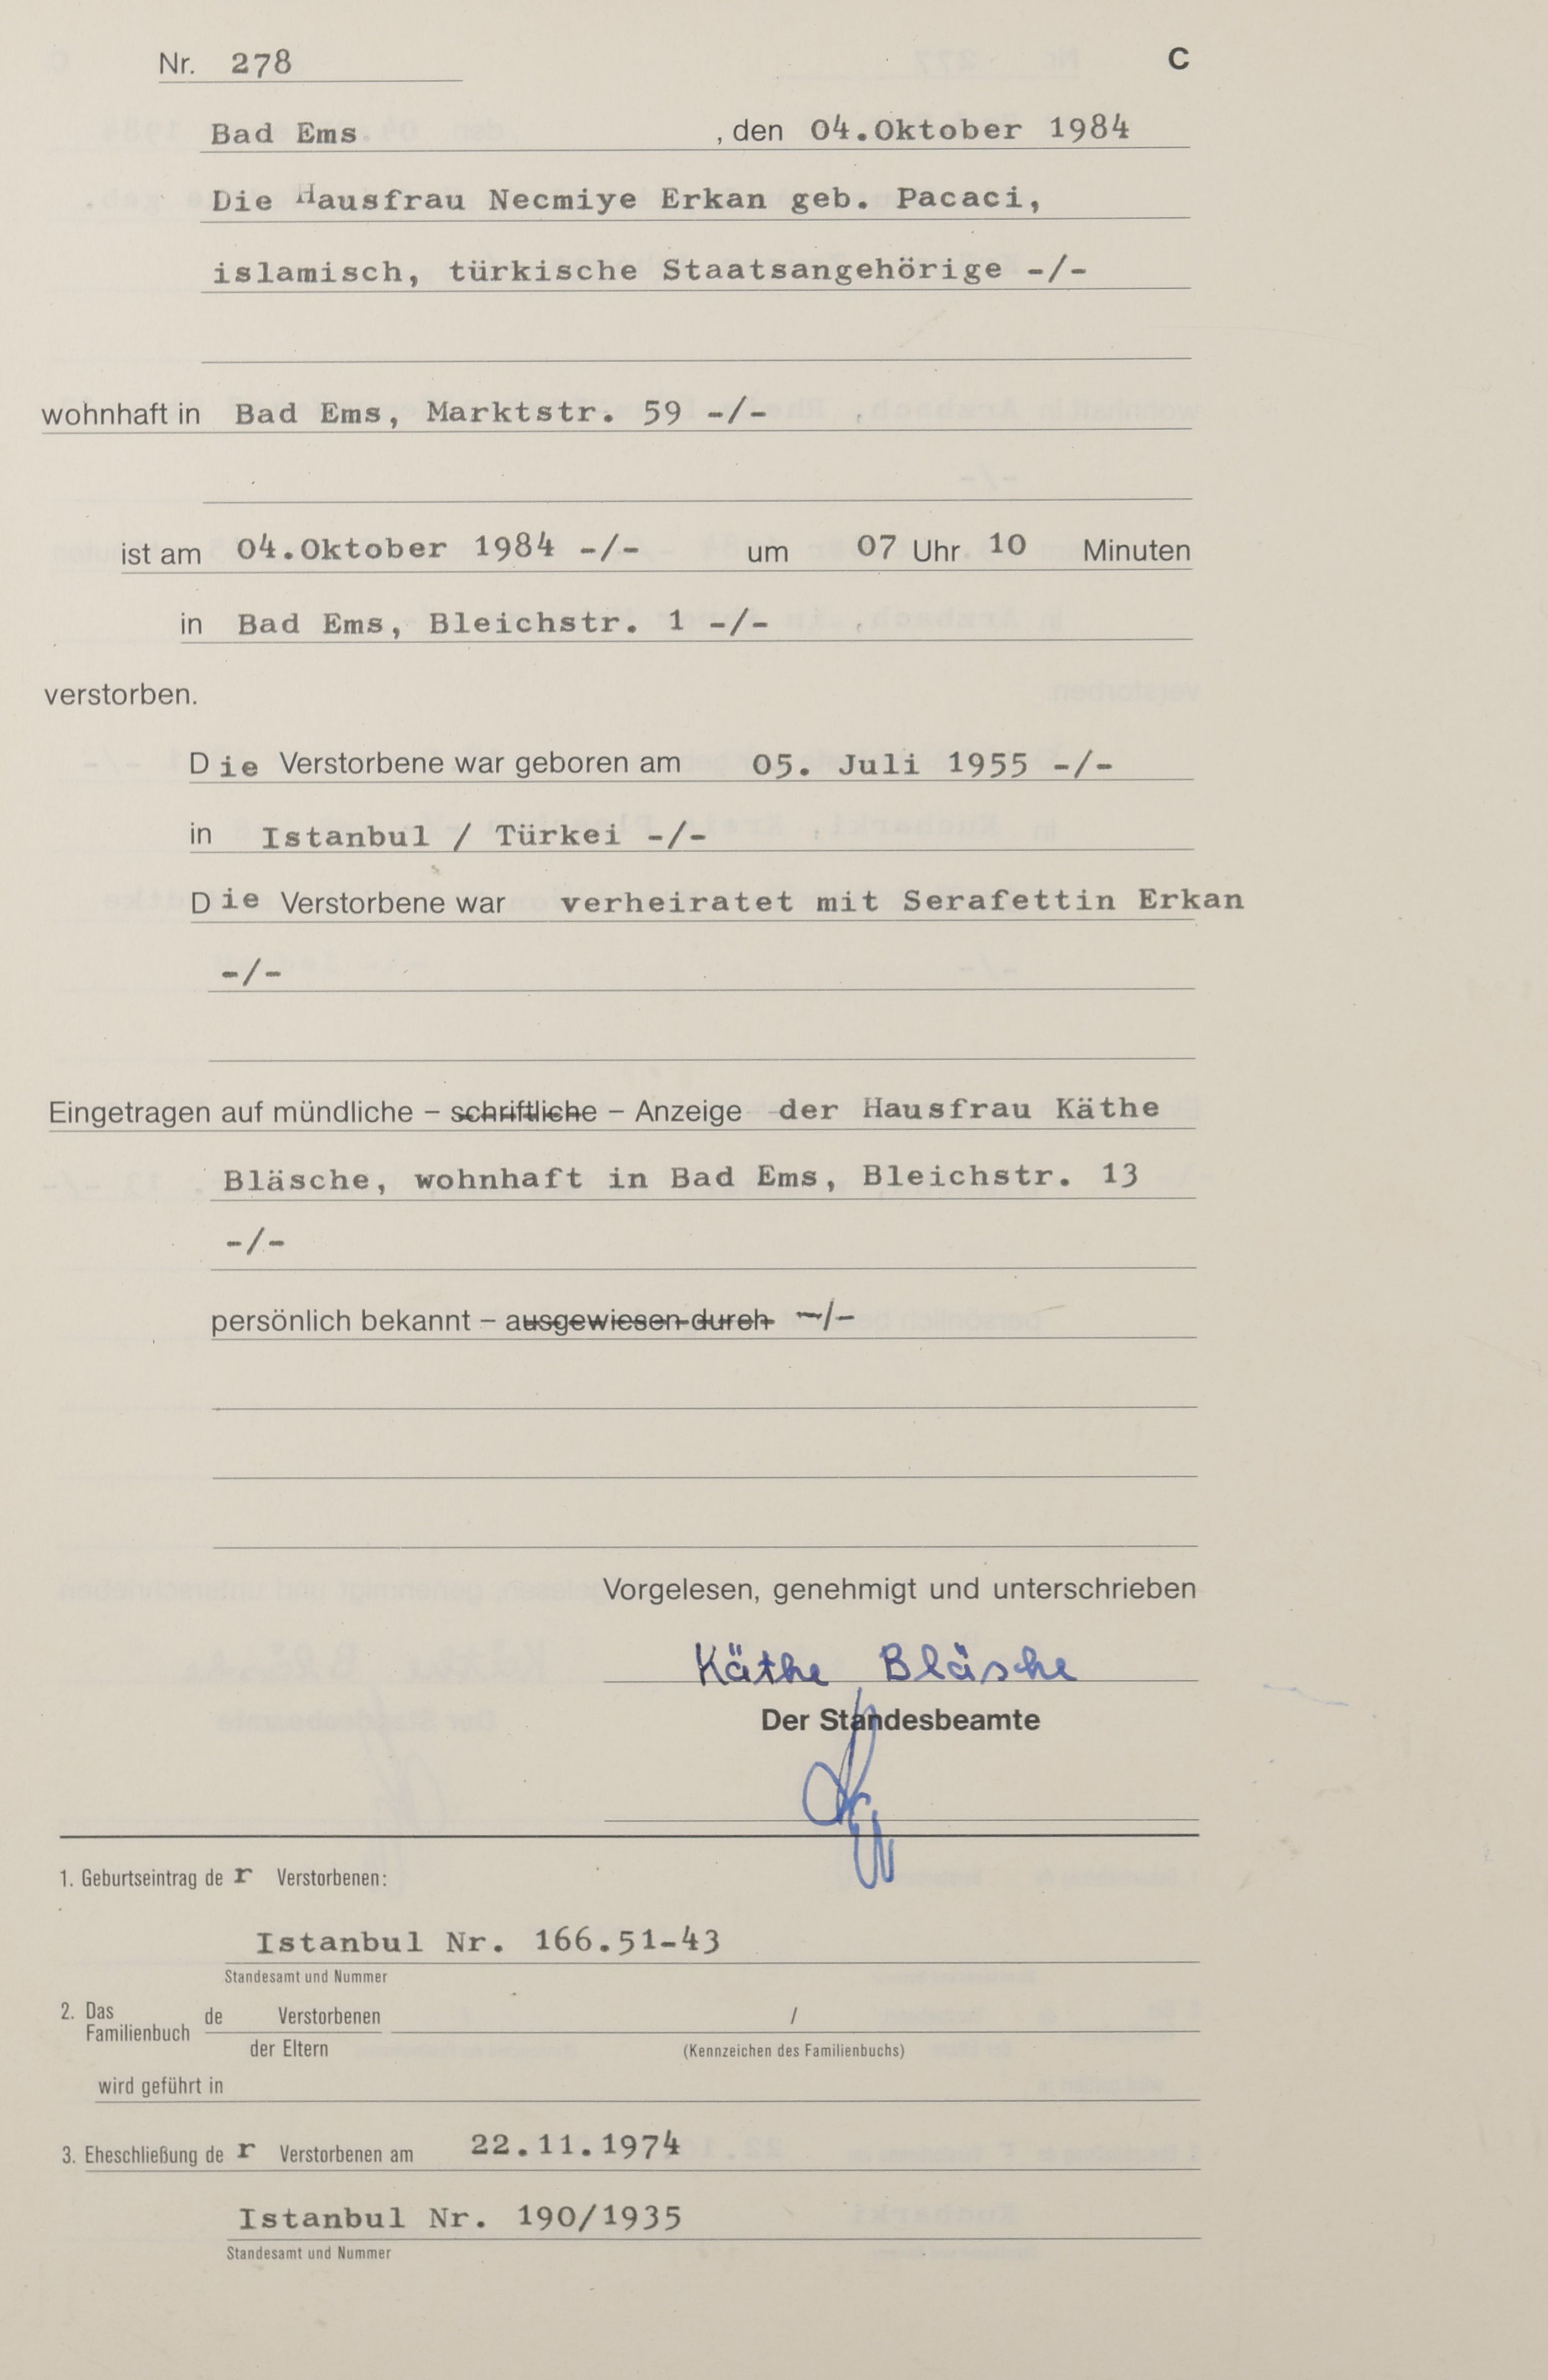 Nr. 278 C
Bad Ems , den 04.Oktober 1984
Die Hausfrau Necmiye Erkan geb. Pacaci,
islamisch, türkische Staatsangehörige -/-
wohnhaft in Bad Ems, Marktstr. 59 -/-
ist am 04.Oktober 1984 -/- um 07 Uhr 10 Minuten
in Bad Ems, Bleichstr. 1 -/-
verstorben.
Die Verstorbene war geboren am 05. Juli 1955 -/-
in Istanbul / Türkei -/-
Die Verstorbene war verheiratet mit Serafettin Erkan
-/-
Eingetragen auf mündliche – schriftliche – Anzeige der Hausfrau Käthe
Bläsche, wohnhaft in Bad Ems, Bleichstr. 13
-/-
persönlich bekannt – ausgewiesen durch -/-
Vorgelesen, genehmigt und unterschrieben
Käthe Bläsche
Der Standesbeamte
1. Geburtseintrag de r Verstorbenen:
Istanbul Nr. 166.51-43
Standesamt und Nummer
2. Das Familienbuch de Verstorbenen /
der Eltern (Kennzeichen des Familienbuchs)
wird geführt in
3. Eheschließung de r Verstorbenen am 22.11.1974
Istanbul Nr. 190/1935
Standesamt und Nummer